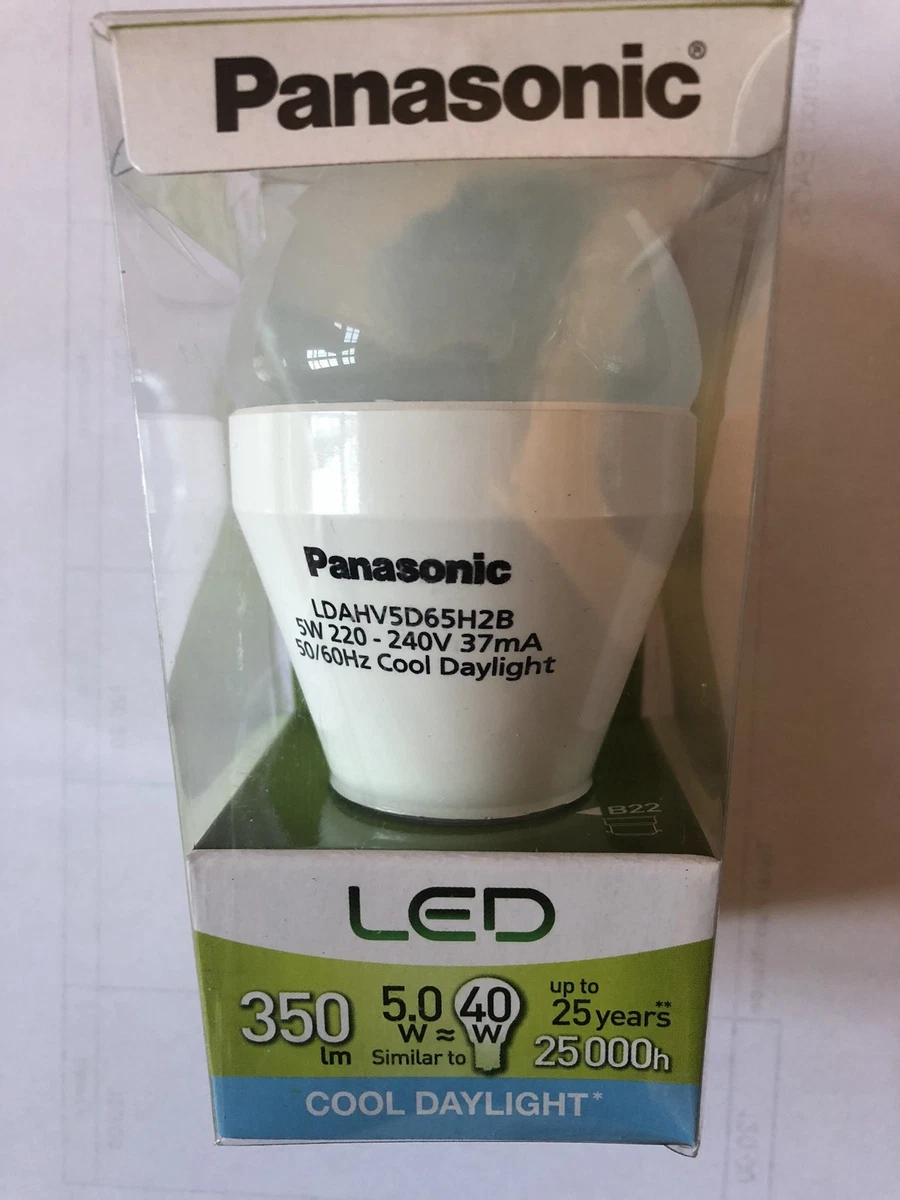 Panasonic®
Panasonic
LDAHV5D65H2B
5W 220 - 240V 37mA
50/60Hz Cool Daylight
B22
LED
350 lm
5.0 W ≈ 40 W
Similar to
up to
25 years**
25000h
COOL DAYLIGHT*